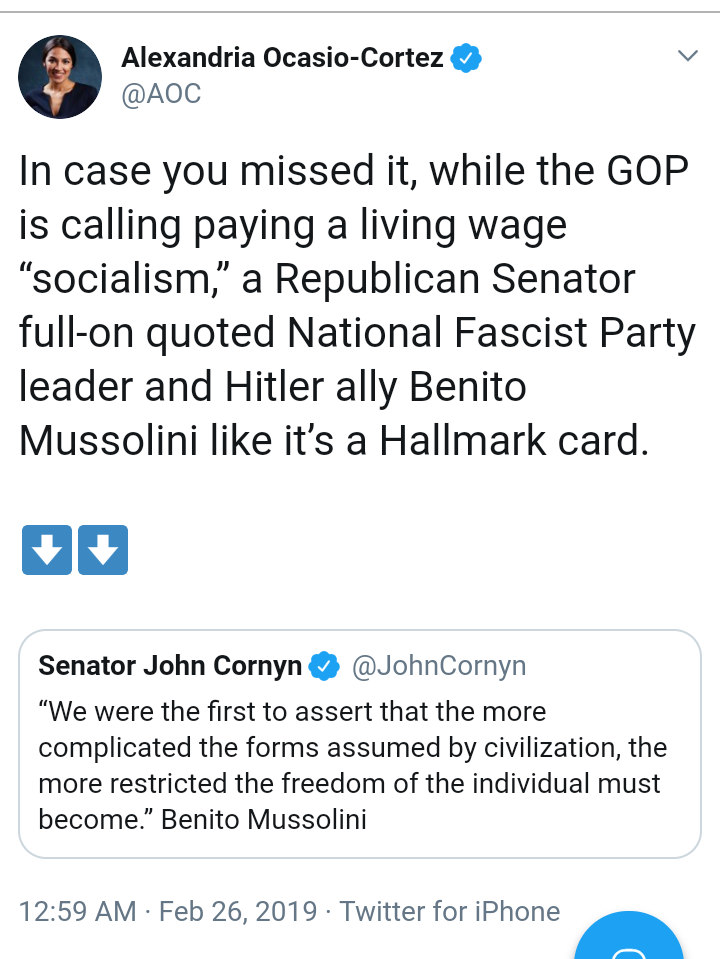 Alexandria Ocasio-Cortez
@AOC
In case you missed it, while the GOP
is calling paying a living wage
“socialism,” a Republican Senator
full-on quoted National Fascist Party
leader and Hitler ally Benito
Mussolini like it’s a Hallmark card.
Senator John Cornyn @JohnCornyn
“We were the first to assert that the more
complicated the forms assumed by civilization, the
more restricted the freedom of the individual must
become.” Benito Mussolini
12:59 AM · Feb 26, 2019 · Twitter for iPhone